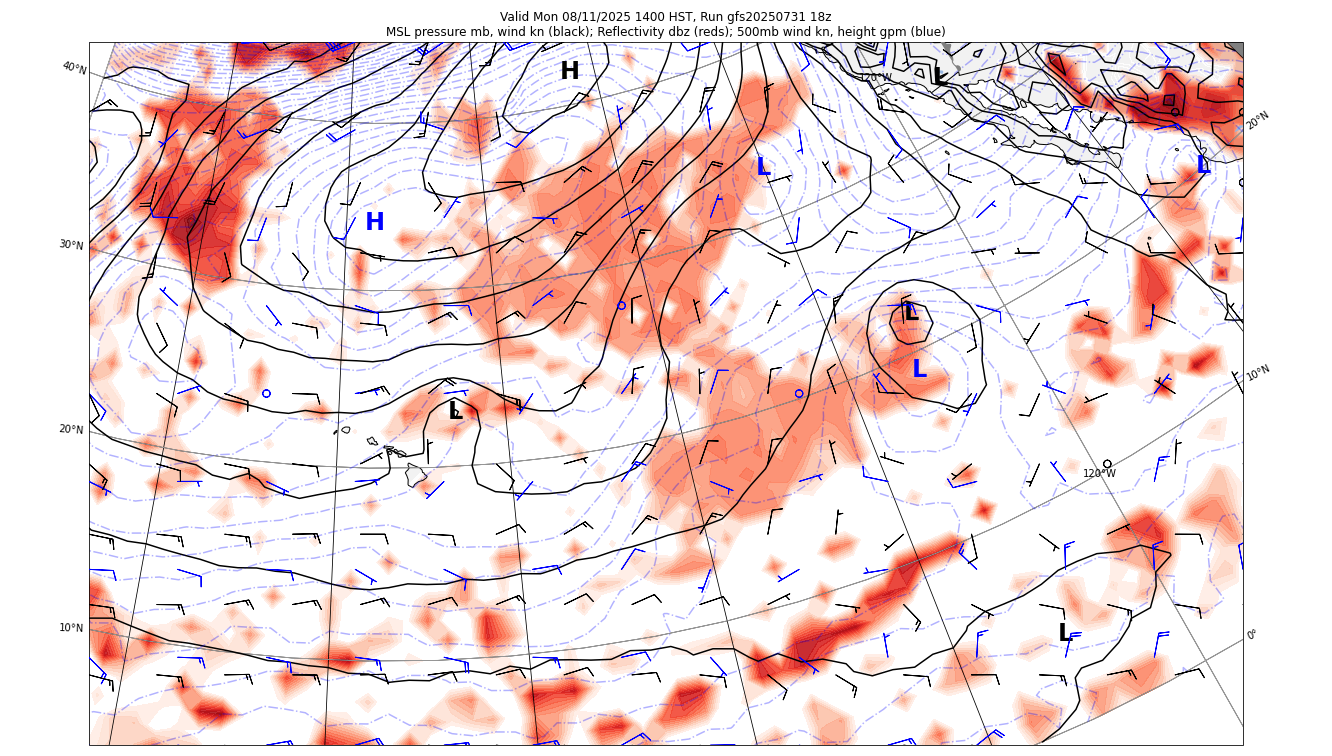 Valid Mon 08/11/2025 1400 HST, Run gfs20250731 18z
MSL pressure mb, wind kn (black); Reflectivity dbz (reds); 500mb wind kn, height gpm (blue)
40°N
H
120°W
L
20°N
L
L
H
30°N
L
L
10°N
L
20°N
120°W
10°N
L
0°